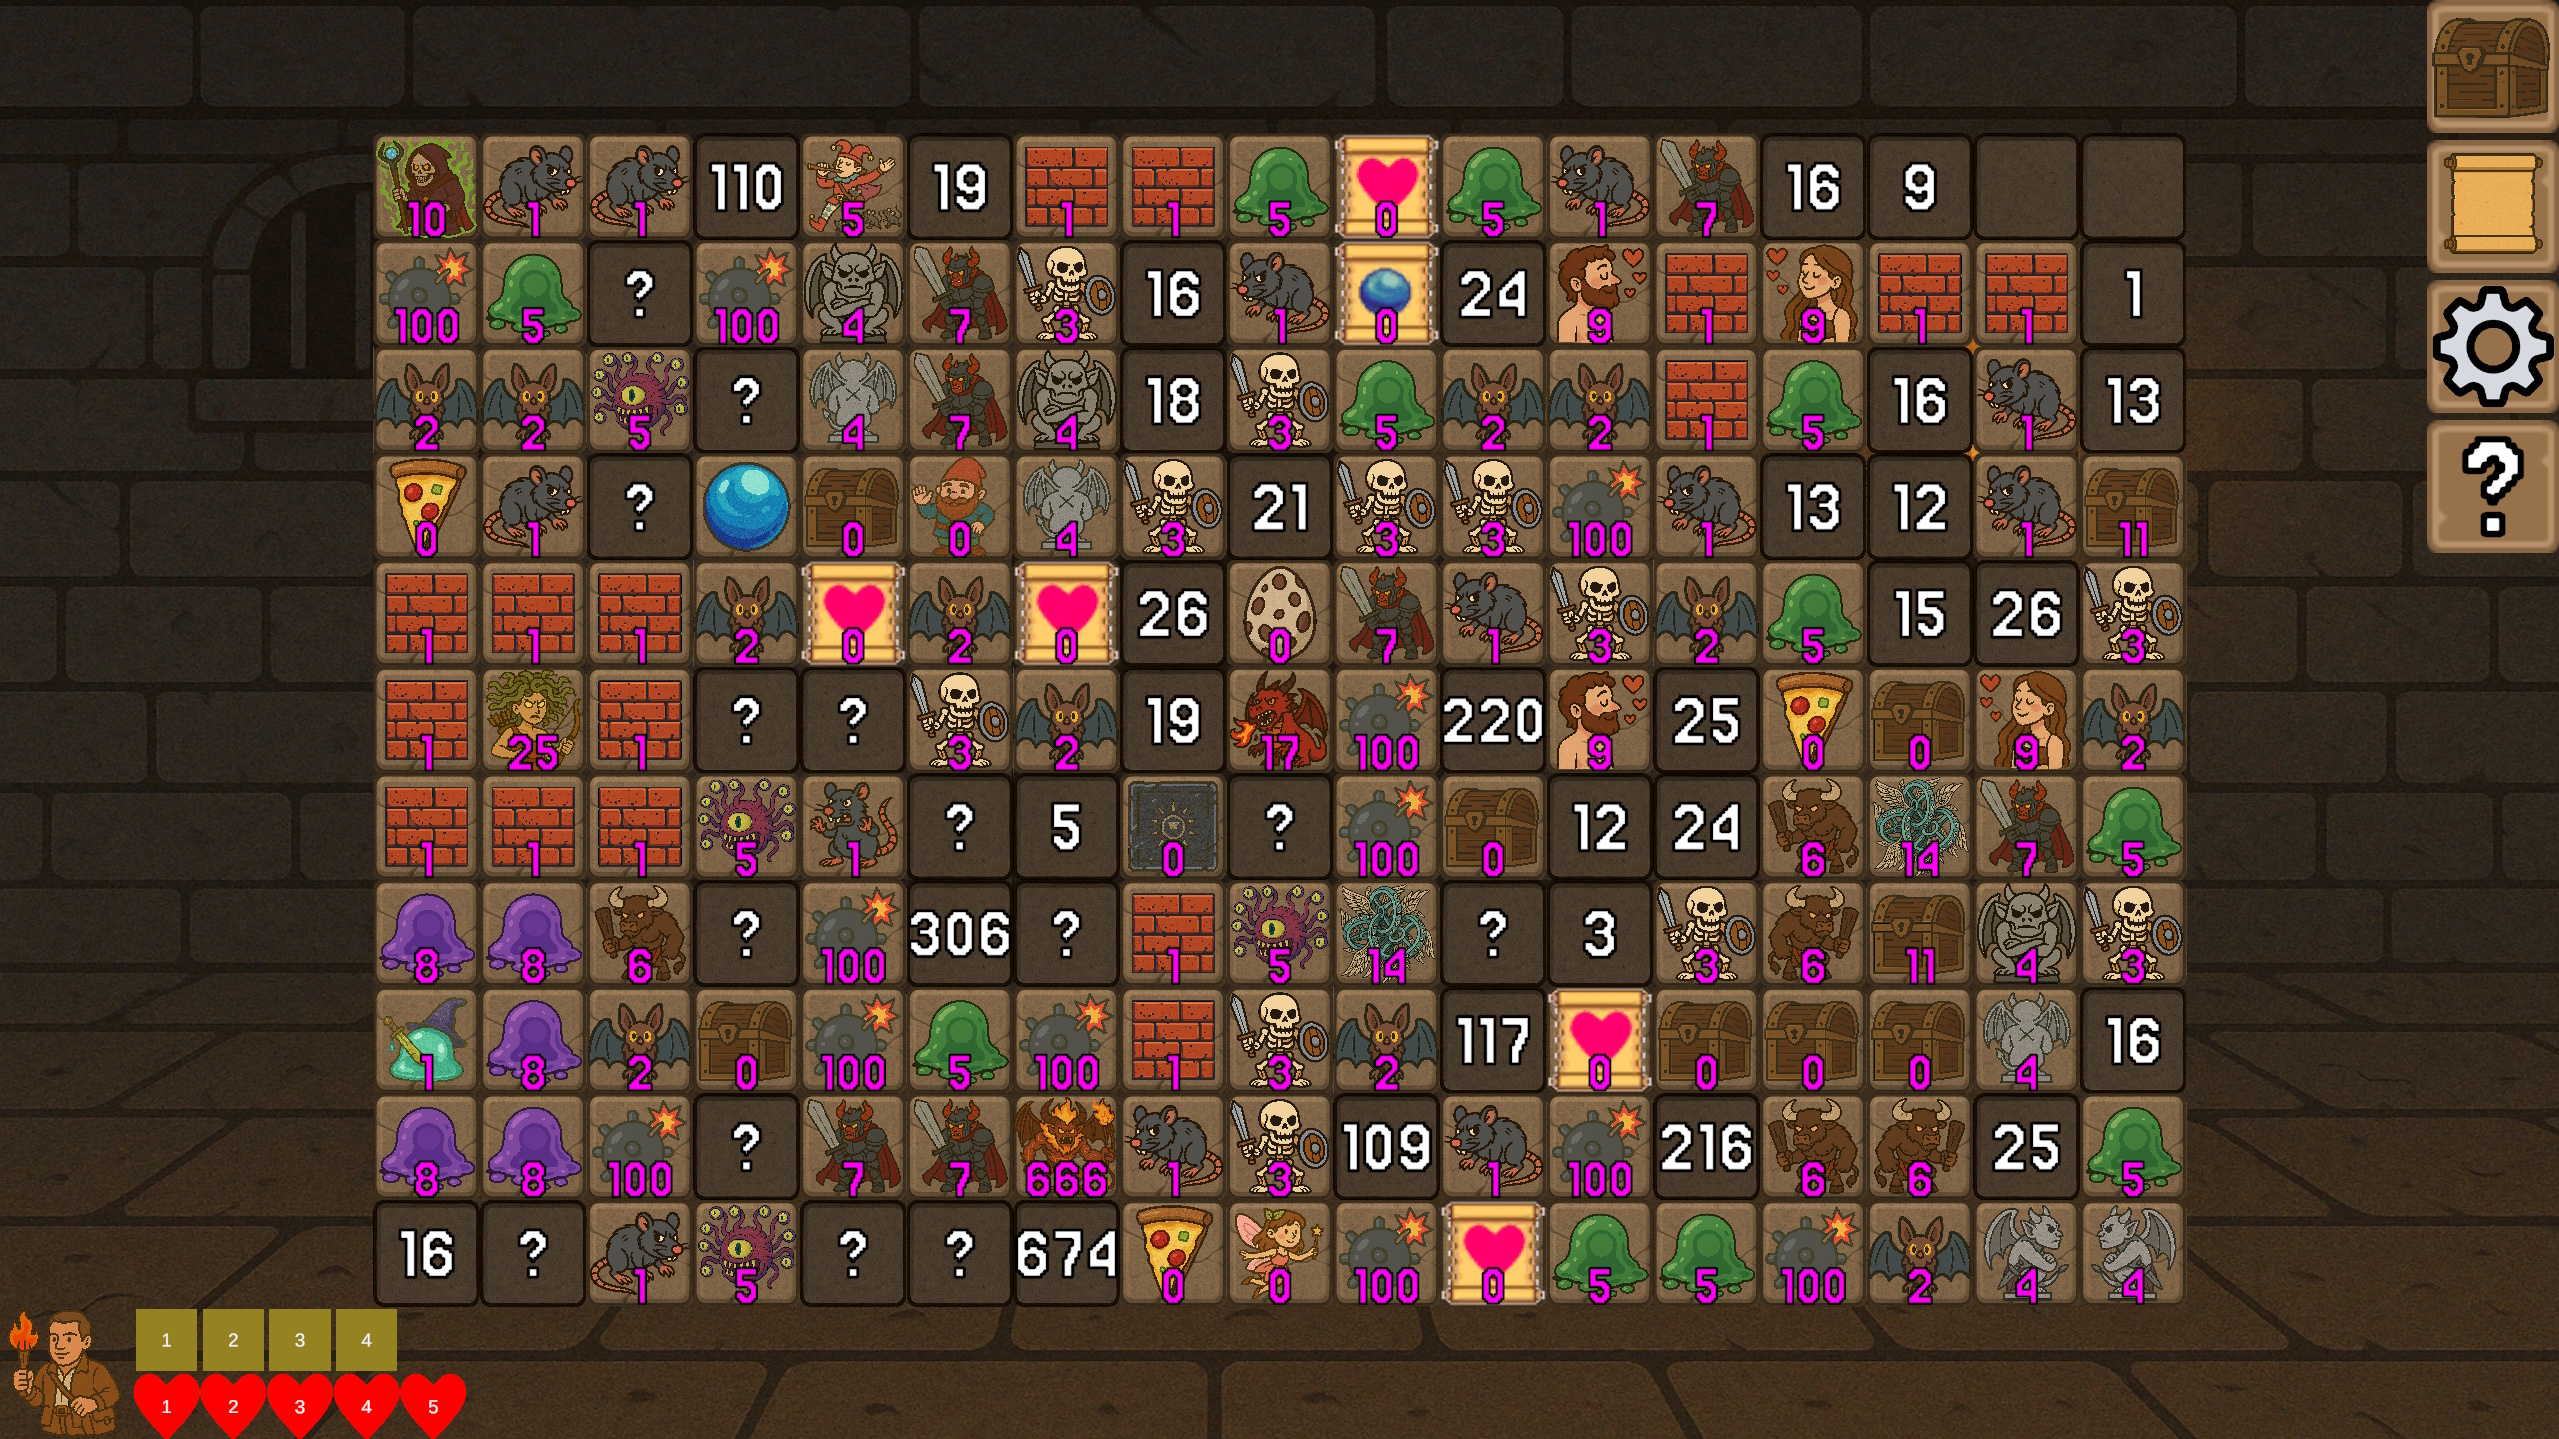 10 1 1 110 5 19 1 1 5 0 5 1 7 16 9
100 5 ? 100 4 7 3 16 1 0 24 9 1 9 1 1 1
2 2 5 ? 4 7 4 18 3 5 2 2 1 5 16 1 13
0 1 ? 0 0 4 3 21 3 3 100 1 13 12 1 11
1 1 1 2 0 2 0 26 0 7 1 3 2 5 15 26 3
1 25 1 ? ? 3 2 19 17 100 220 9 25 0 0 9 2
1 1 1 5 1 ? 5 0 ? 100 0 12 24 6 14 7 5
8 8 6 ? 100 306 ? 1 5 14 ? 3 3 6 11 4 3
1 8 2 0 100 5 100 1 3 2 117 0 0 0 0 4 16
8 8 100 ? 7 7 666 1 3 109 1 100 216 6 6 25 5
16 ? 1 5 ? ? 674 0 0 100 0 5 5 100 2 4 4
?
1 2 3 4
1 2 3 4 5